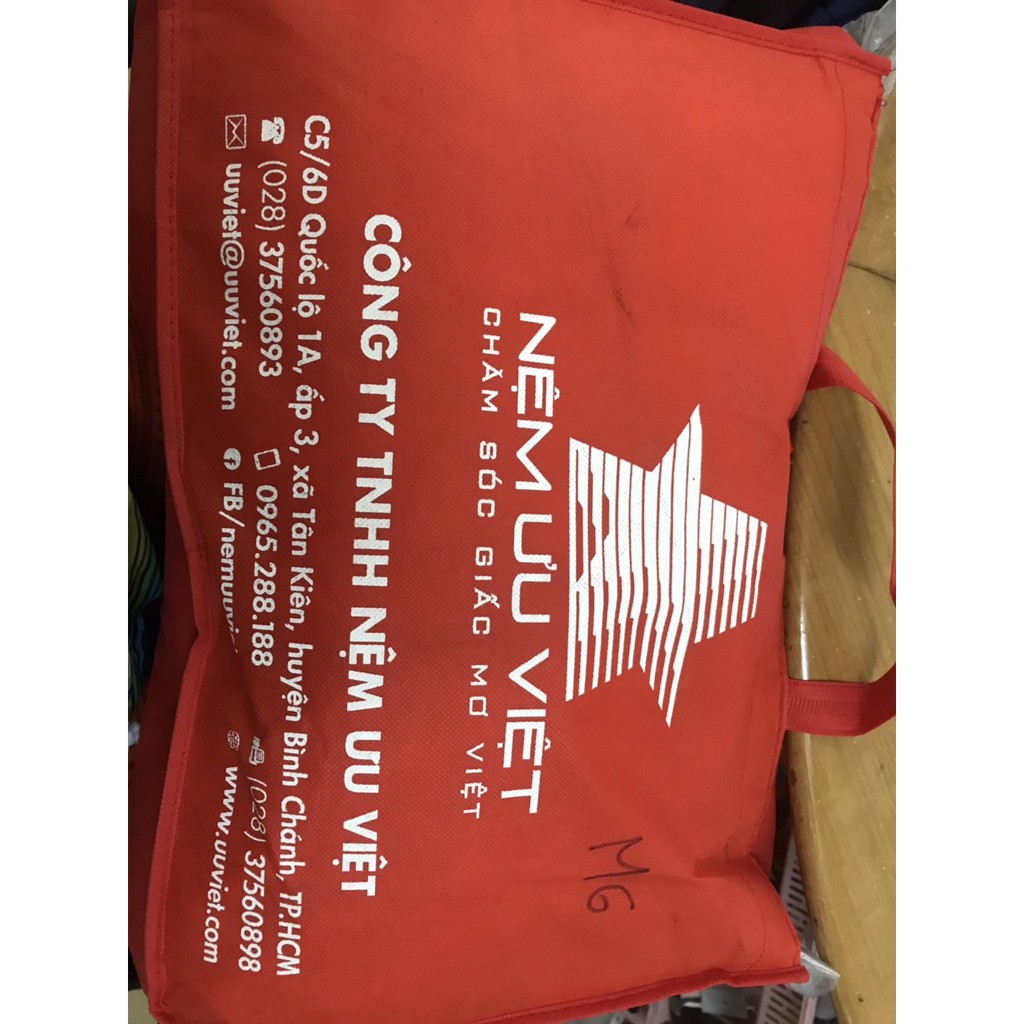 NỆM ƯU VIỆT
CHĂM SÓC GIẤC MƠ VIỆT
CÔNG TY TNHH NỆM ƯU VIỆT
C5/6D Quốc lộ 1A, ấp 3, xã Tân Kiên, huyện Bình Chánh, TP.HCM
(028) 37560893 0965.288.188 (028) 37560898
uuviet@uuviet.com FB/nemuuviet www.uuviet.com
M6